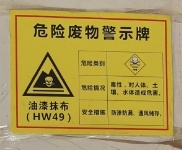 危险废物警示牌
危险类别
油漆抹布
(HW49)
危险情况
毒性,对人体、土壤、水体造成危害。
安全措施
防渗防漏,通风储存。